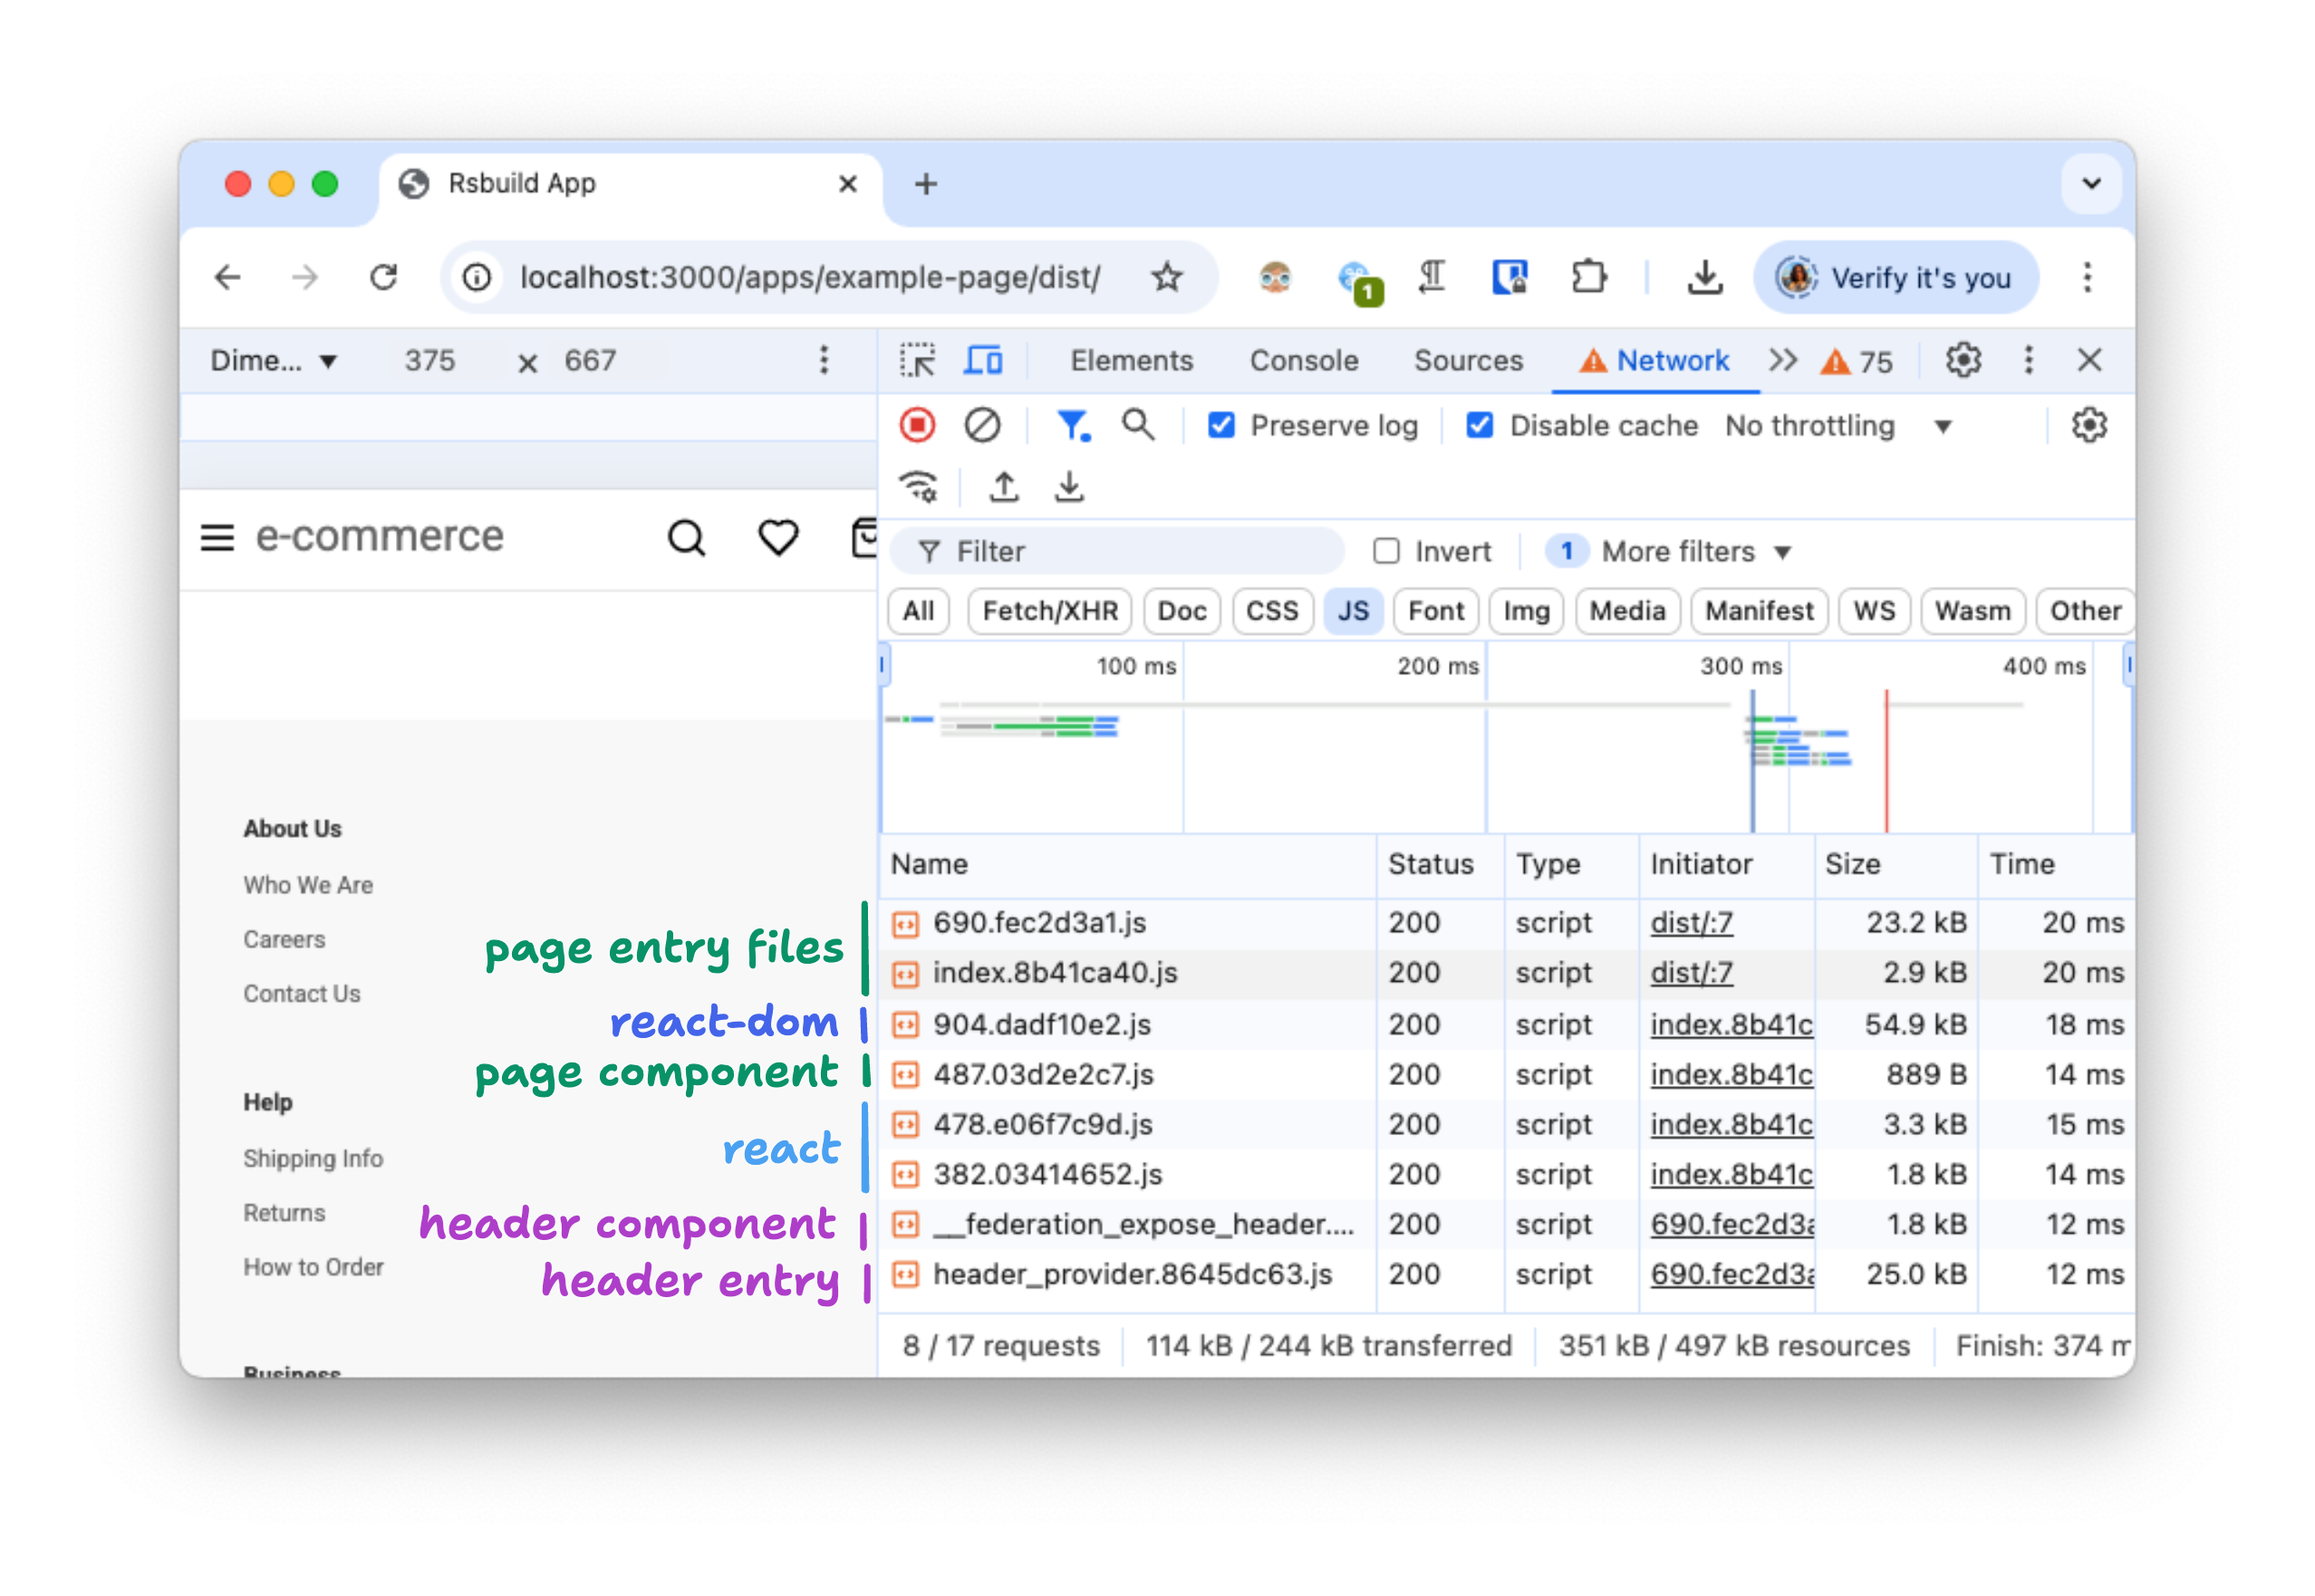 Rsbuild App
localhost:3000/apps/example-page/dist/
1
Verify it's you
Dime... 375 x 667
Elements Console Sources Network 75
Preserve log Disable cache No throttling
Filter Invert 1 More filters
All Fetch/XHR Doc CSS JS Font Img Media Manifest WS Wasm Other
100 ms 200 ms 300 ms 400 ms
e-commerce
About Us
Who We Are
Careers
Contact Us
Help
Shipping Info
Returns
How to Order
Business
page entry files
react-dom
page component
react
header component
header entry
Name Status Type Initiator Size Time
690.fec2d3a1.js 200 script dist/:7 23.2 kB 20 ms
index.8b41ca40.js 200 script dist/:7 2.9 kB 20 ms
904.dadf10e2.js 200 script index.8b41c 54.9 kB 18 ms
487.03d2e2c7.js 200 script index.8b41c 889 B 14 ms
478.e06f7c9d.js 200 script index.8b41c 3.3 kB 15 ms
382.03414652.js 200 script index.8b41c 1.8 kB 14 ms
__federation_expose_header.... 200 script 690.fec2d3a 1.8 kB 12 ms
header_provider.8645dc63.js 200 script 690.fec2d3a 25.0 kB 12 ms
8 / 17 requests 114 kB / 244 kB transferred 351 kB / 497 kB resources Finish: 374 m